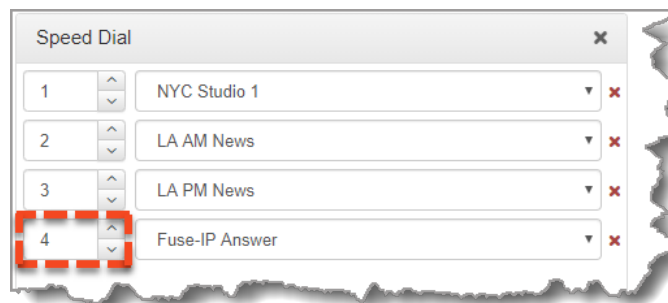 Speed Dial
1 NYC Studio 1
2 LA AM News
3 LA PM News
4 Fuse-IP Answer